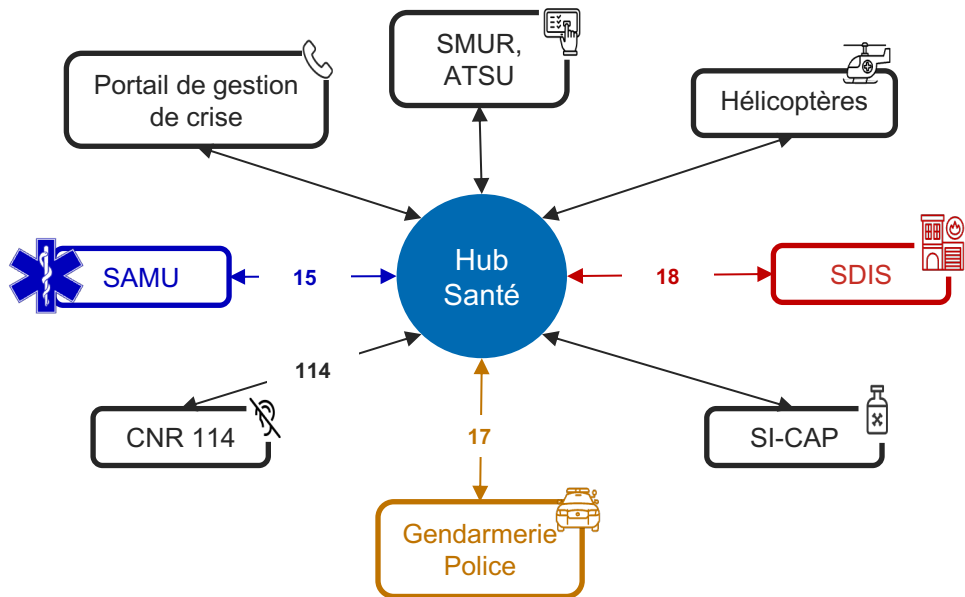 SMUR,
ATSU
Portail de gestion
de crise
Hélicoptères
Hub
Santé
SAMU
15
18
SDIS
114
CNR 114
17
SI-CAP
Gendarmerie
Police